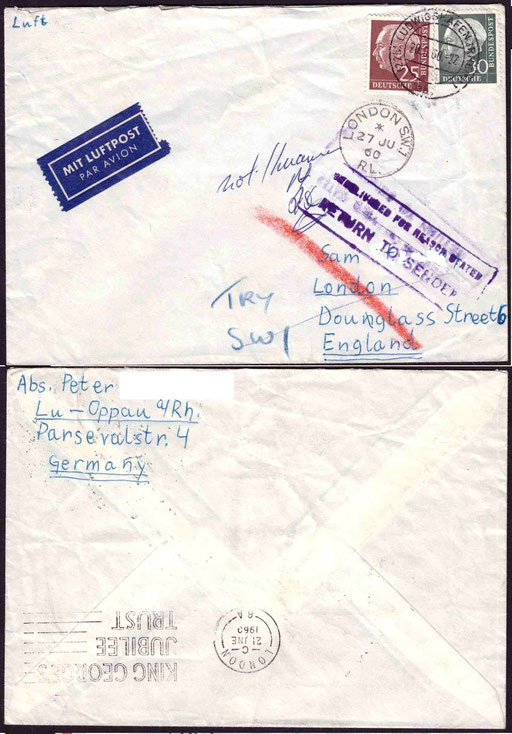 Luft
25
DEUTSCHE BUNDESPOST
30
DEUTSCHE BUNDESPOST
MIT LUFTPOST
PAR AVION
LONDON S.W.1
*
27 JU
60
R.L.
not
UNDELIVERED FOR REASON STATED
RETURN TO SENDER
Sam
London
Dounglass Street 6
England
TRY
SW1
Abs. Peter
Lu-Oppau a/Rh.
Parsevalstr. 4
Germany
KING GEORGE'S
JUBILEE
TRUST
LONDON
C
21 JNE
1960